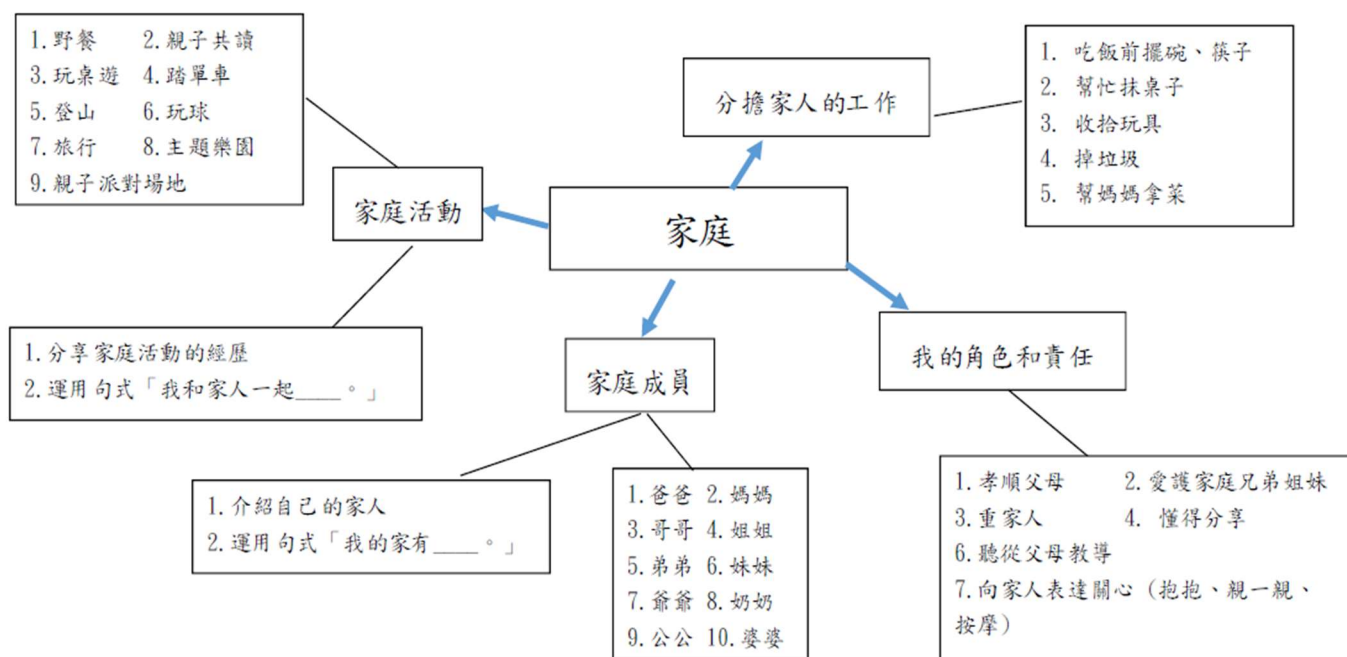 1.野餐 2.親子共讀
3.玩桌遊 4.踏單車
5.登山 6.玩球
7.旅行 8.主題樂園
9.親子派對場地
分擔家人的工作
1. 吃飯前擺碗、筷子
2. 幫忙抹桌子
3. 收拾玩具
4. 掉垃圾
5. 幫媽媽拿菜
家庭活動
家庭
1.分享家庭活動的經歷
2.運用句式「我和家人一起____。」
家庭成員
我的角色和責任
1.介紹自己的家人
2.運用句式「我的家有____。」
1.爸爸 2.媽媽
3.哥哥 4.姐姐
5.弟弟 6.妹妹
7.爺爺 8.奶奶
9.公公 10.婆婆
1.孝順父母 2.愛護家庭兄弟姐妹
3.重家人 4. 懂得分享
6.聽從父母教導
7.向家人表達關心（抱抱、親一親、
按摩）